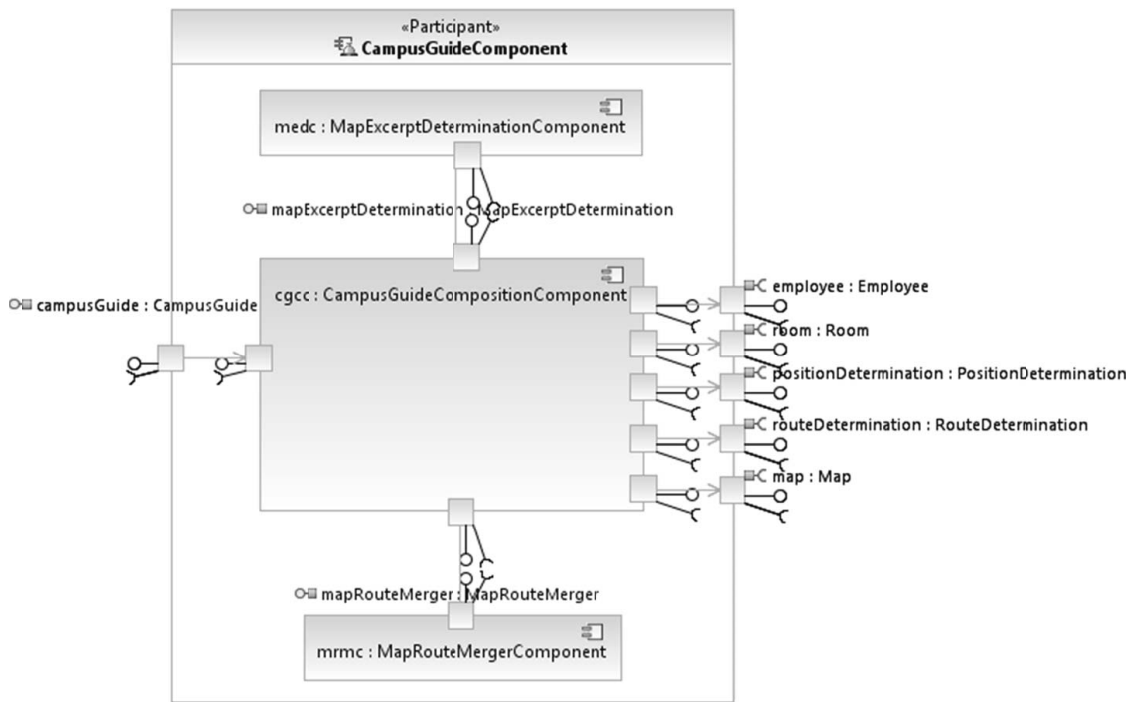 «Participant»
CampusGuideComponent
medc : MapExcerptDeterminationComponent
mapExcerptDetermination : MapExcerptDetermination
cgcc : CampusGuideCompositionComponent
campusGuide : CampusGuide
employee : Employee
room : Room
positionDetermination : PositionDetermination
routeDetermination : RouteDetermination
map : Map
mapRouteMerger : MapRouteMerger
mrmc : MapRouteMergerComponent